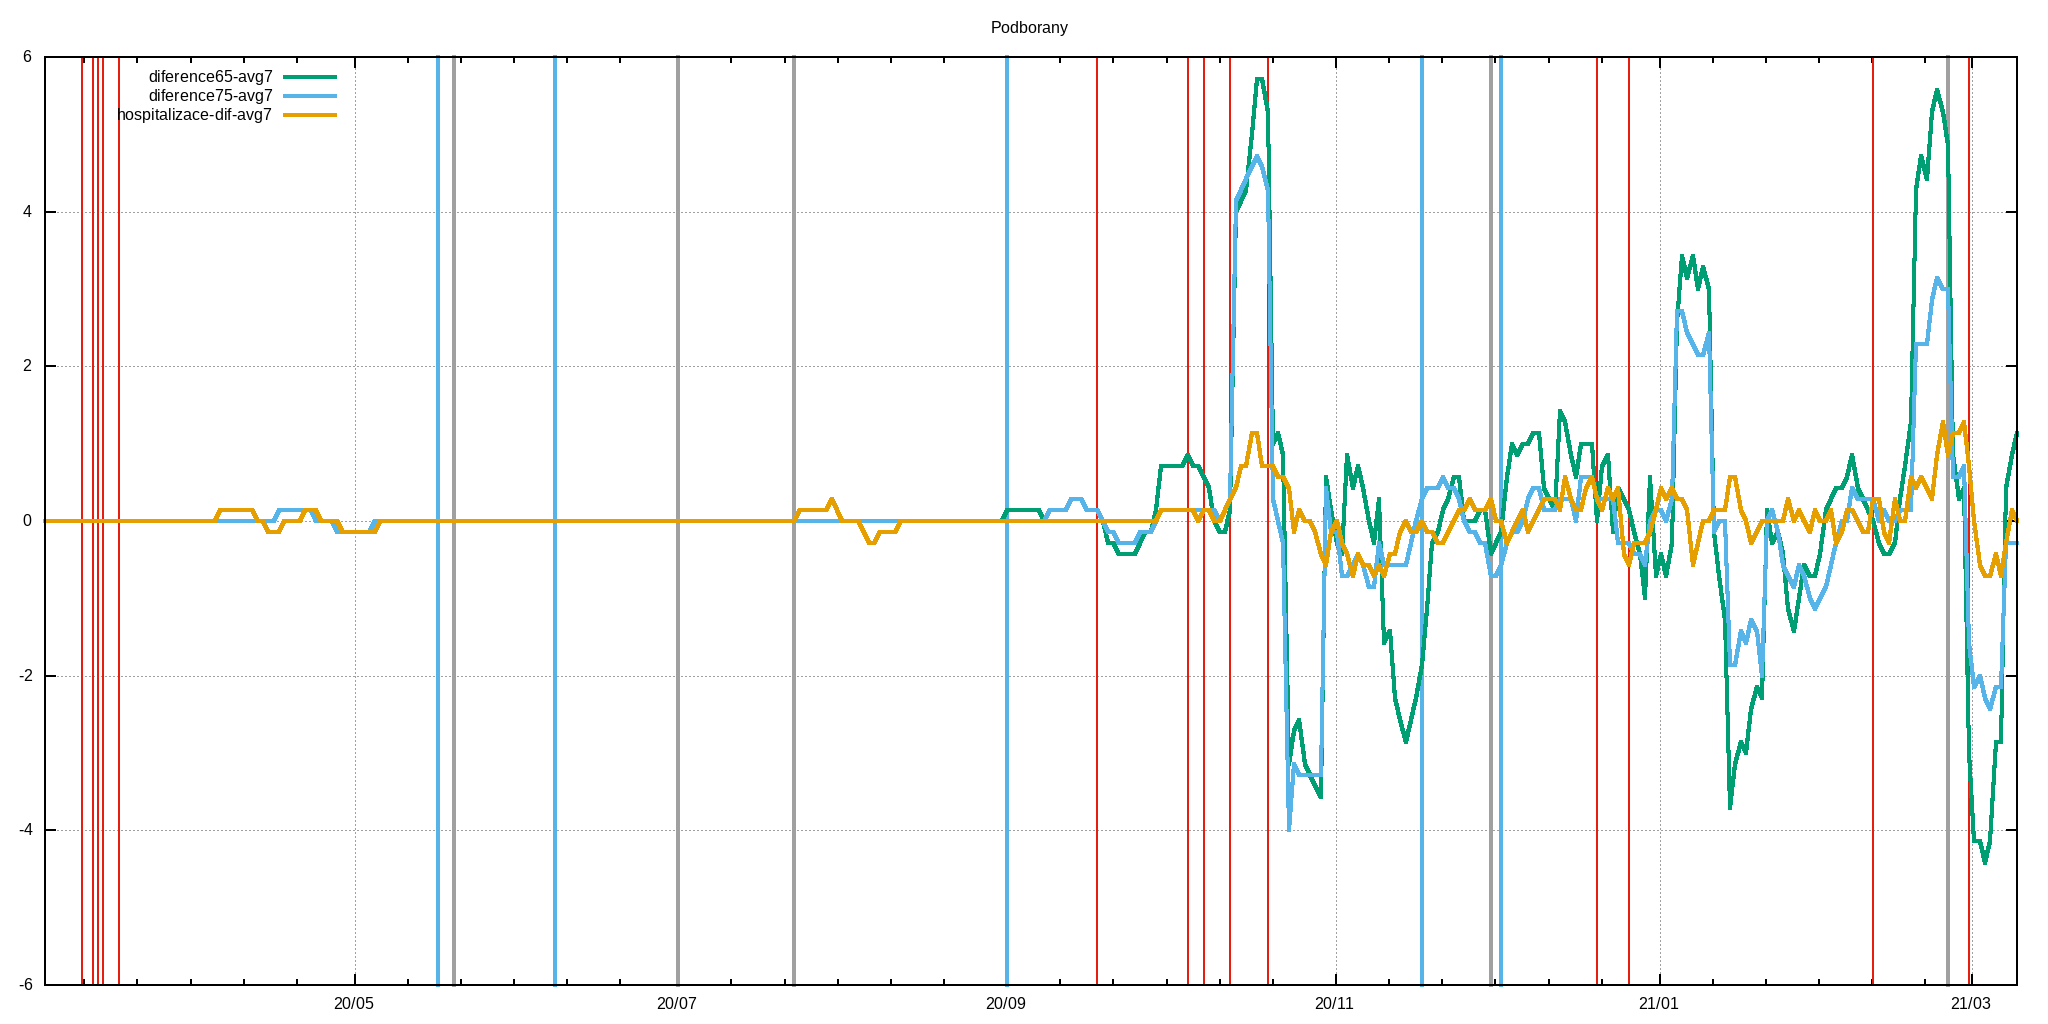 Podborany
diference65-avg7
diference75-avg7
hospitalizace-dif-avg7
6
4
2
0
-2
-4
-6
20/05 20/07 20/09 20/11 21/01 21/03